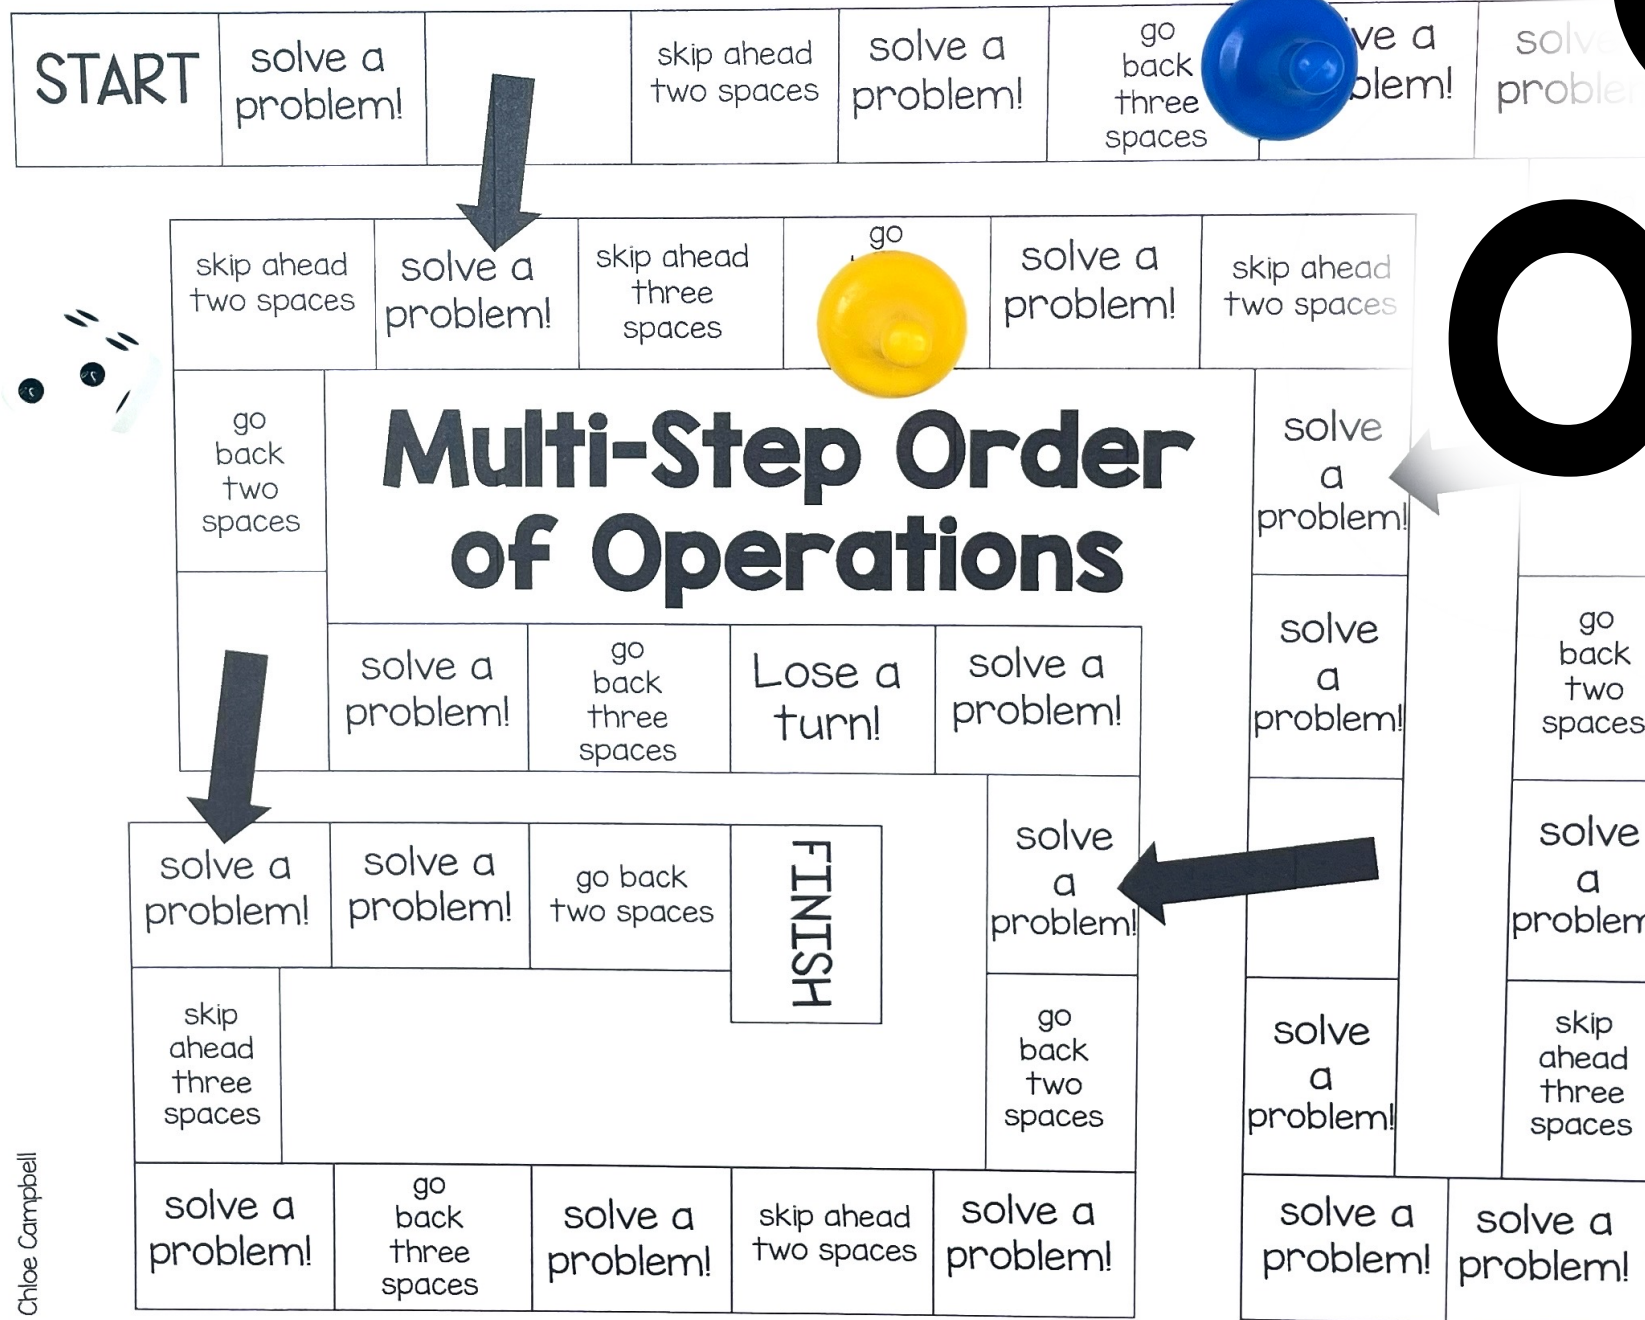 START
solve a
problem!
skip ahead
two spaces
solve a
problem!
go
back
three
spaces
ve a
blem!
solve
proble
skip ahead
two spaces
solve a
problem!
skip ahead
three
spaces
go
solve a
problem!
skip ahead
two spaces
O
go
back
two
spaces
Multi-Step Order
of Operations
solve
a
problem!
solve a
problem!
go
back
three
spaces
Lose a
turn!
solve a
problem!
solve
a
problem!
go
back
two
spaces
solve a
problem!
solve a
problem!
go back
two spaces
FINISH
solve
a
problem!
solve
a
problem
skip
ahead
three
spaces
go
back
two
spaces
solve
a
problem!
skip
ahead
three
spaces
solve a
problem!
go
back
three
spaces
solve a
problem!
skip ahead
two spaces
solve a
problem!
solve a
problem!
solve a
problem!
Chloe Campbell